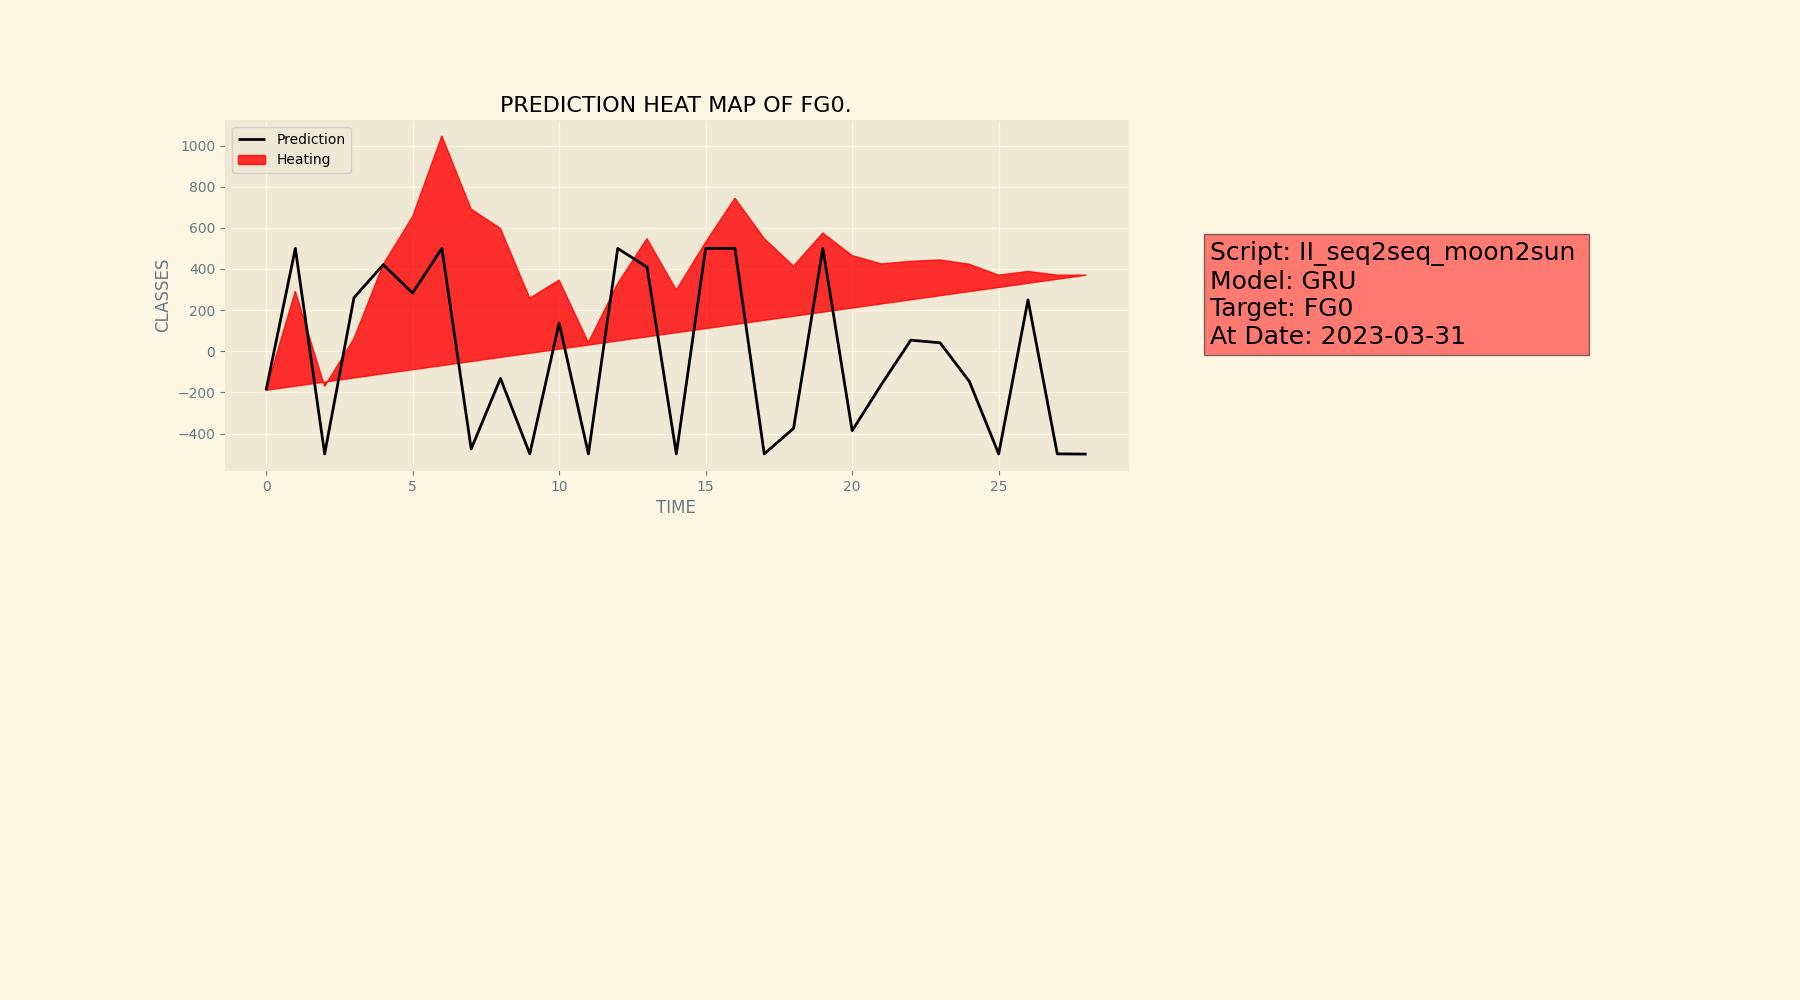 PREDICTION HEAT MAP OF FG0.
Prediction
Heating
1000
800
600
400
200
0
−200
−400
CLASSES
0 5 10 15 20 25
TIME
Script: II_seq2seq_moon2sun
Model: GRU
Target: FG0
At Date: 2023-03-31